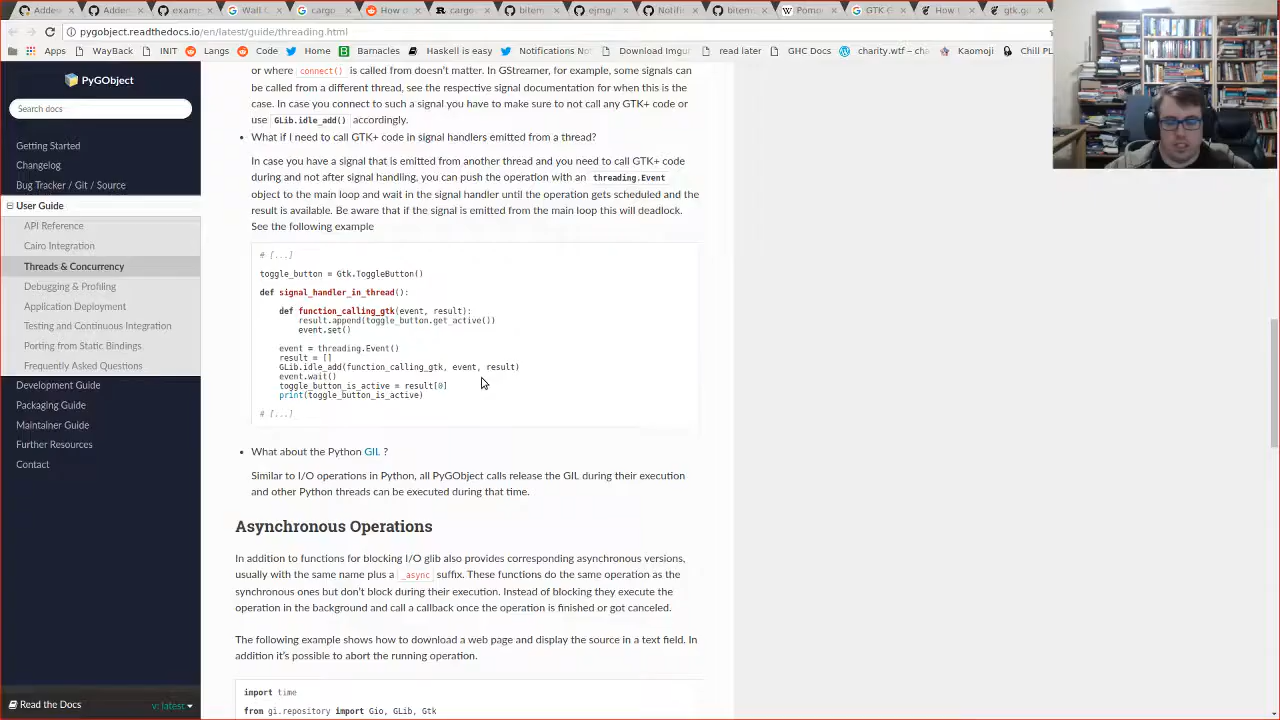 Addec
Adden
examp
Wall C
cargo
How d
cargo
bitem
ejmg/
Notific
bitem
Pomo
GTK G
How
gtk.ge
pygobject.readthedocs.io/en/latest/guide/threading.html
Apps
WayBack
INIT
Langs
Code
Home
Barnacles
Haskell is easy
Notifications No
Download Imgur
read later
GHC Docs
charity.wtf – ch
Kaomoji
Chill PL
PyGObject
Search docs
Getting Started
Changelog
Bug Tracker / Git / Source
User Guide
API Reference
Cairo Integration
Threads & Concurrency
Debugging & Profiling
Application Deployment
Testing and Continuous Integration
Porting from Static Bindings
Frequently Asked Questions
Development Guide
Packaging Guide
Maintainer Guide
Further Resources
Contact
Read the Docs
v: latest
or where connect() is called from doesn't matter. In GStreamer, for example, some signals can
be called from a different thread, see the respective signal documentation for when this is the
case. In case you connect to such a signal you have to make sure to not call any GTK+ code or
use GLib.idle_add() accordingly.
• What if I need to call GTK+ code in signal handlers emitted from a thread?
In case you have a signal that is emitted from another thread and you need to call GTK+ code
during and not after signal handling, you can push the operation with an threading.Event
object to the main loop and wait in the signal handler until the operation gets scheduled and the
result is available. Be aware that if the signal is emitted from the main loop this will deadlock.
See the following example
# [...]
toggle_button = Gtk.ToggleButton()
def signal_handler_in_thread():
def function_calling_gtk(event, result):
result.append(toggle_button.get_active())
event.set()
event = threading.Event()
result = []
GLib.idle_add(function_calling_gtk, event, result)
event.wait()
toggle_button_is_active = result[0]
print(toggle_button_is_active)
# [...]
• What about the Python GIL ?
Similar to I/O operations in Python, all PyGObject calls release the GIL during their execution
and other Python threads can be executed during that time.
Asynchronous Operations
In addition to functions for blocking I/O glib also provides corresponding asynchronous versions,
usually with the same name plus a _async suffix. These functions do the same operation as the
synchronous ones but don't block during their execution. Instead of blocking they execute the
operation in the background and call a callback once the operation is finished or got canceled.
The following example shows how to download a web page and display the source in a text field. In
addition it's possible to abort the running operation.
import time
from gi.repository import Gio, GLib, Gtk